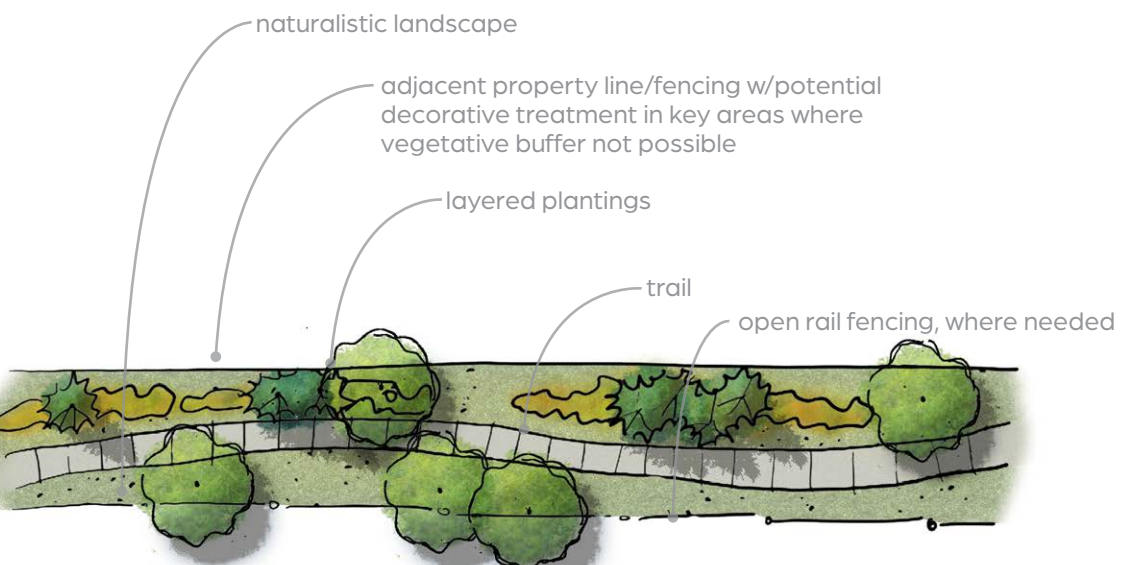 naturalistic landscape
adjacent property line/fencing w/potential
decorative treatment in key areas where
vegetative buffer not possible
layered plantings
trail
open rail fencing, where needed